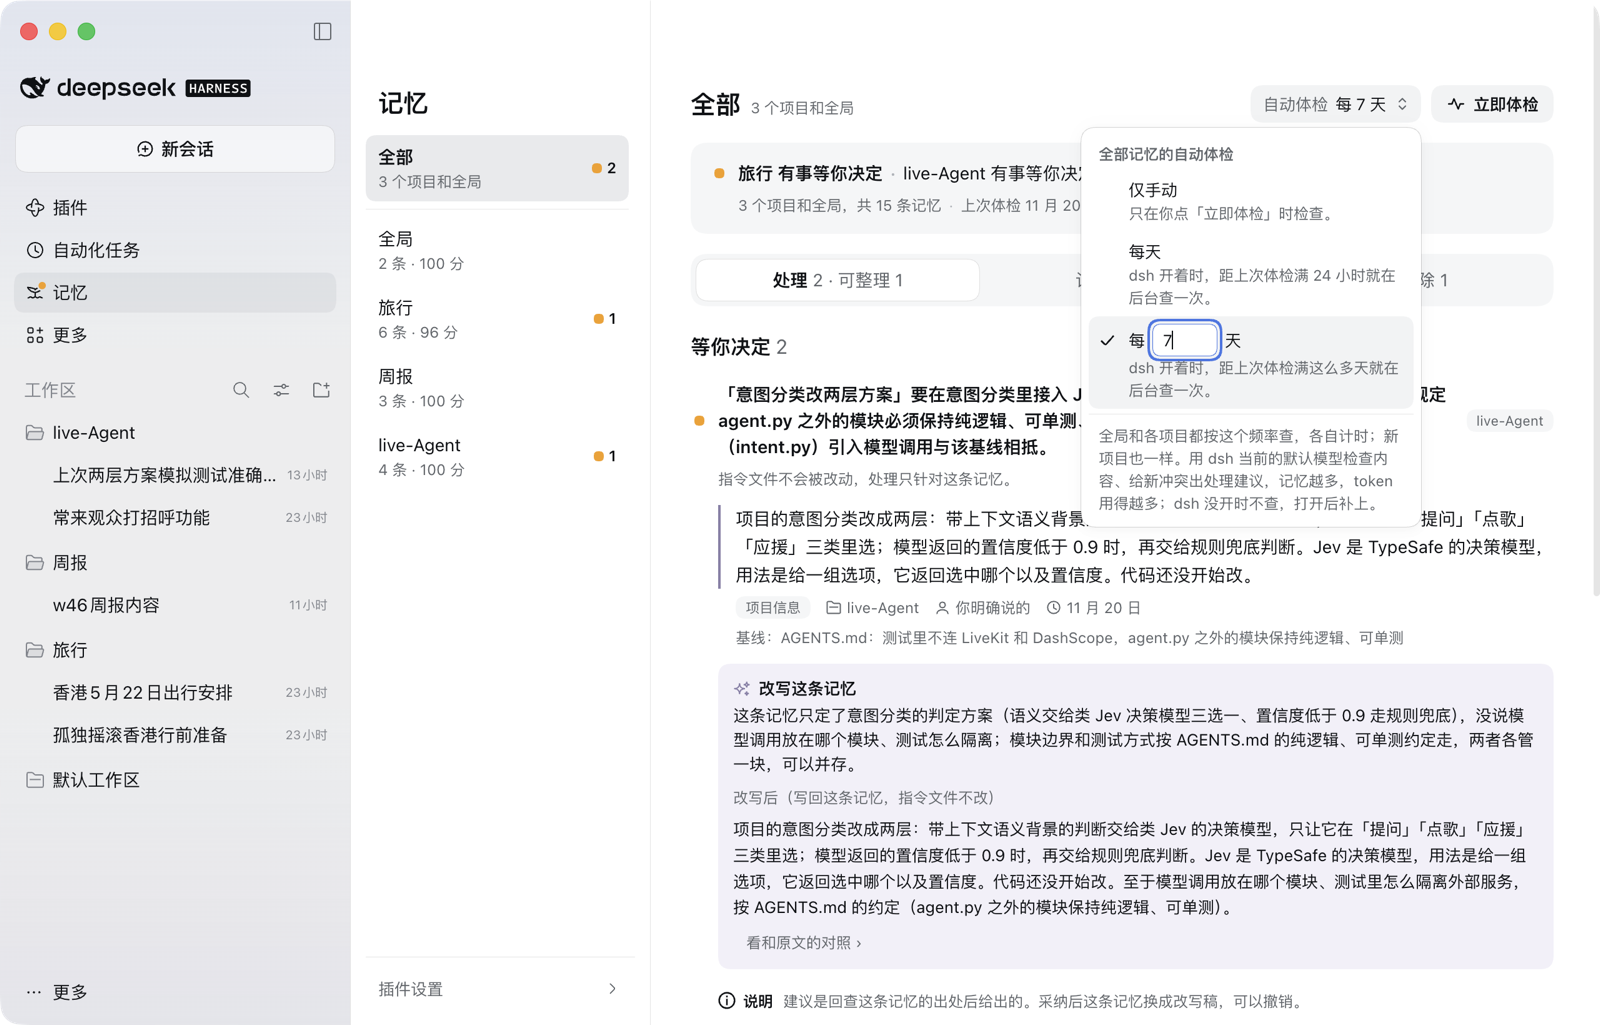 deepseek HARNESS
新会话
插件
自动化任务
记忆
更多
工作区
live-Agent
上次两层方案模拟测试准确... 13小时
常来观众打招呼功能 23小时
周报
w46周报内容 11小时
旅行
香港5月22日出行安排 23小时
孤独摇滚香港行前准备 23小时
默认工作区
··· 更多
记忆
全部
3 个项目和全局
2
全局
2 条 · 100 分
旅行
6 条 · 96 分
1
周报
3 条 · 100 分
live-Agent
4 条 · 100 分
1
插件设置
全部 3 个项目和全局
自动体检 每 7 天
立即体检
旅行 有事等你决定 · live-Agent 有事等你决
3 个项目和全局，共 15 条记忆 · 上次体检 11 月 20
处理 2 · 可整理 1
除 1
全部记忆的自动体检
仅手动
只在你点「立即体检」时检查。
每天
dsh 开着时，距上次体检满 24 小时就在
后台查一次。
每 7 天
dsh 开着时，距上次体检满这么多天就在
后台查一次。
全局和各项目都按这个频率查，各自计时；新
项目也一样。用 dsh 当前的默认模型检查内
容、给新冲突出处理建议，记忆越多，token
用得越多；dsh 没开时不查，打开后补上。
等你决定 2
「意图分类改两层方案」要在意图分类里接入 J
规定
agent.py 之外的模块必须保持纯逻辑、可单测、
（intent.py）引入模型调用与该基线相抵。
live-Agent
指令文件不会被改动，处理只针对这条记忆。
项目的意图分类改成两层：带上下文语义背景
提问」「点歌」
「应援」三类里选；模型返回的置信度低于 0.9 时，再交给规则兜底判断。Jev 是 TypeSafe 的决策模型，
用法是给一组选项，它返回选中哪个以及置信度。代码还没开始改。
项目信息 live-Agent 你明确说的 11 月 20 日
基线：AGENTS.md：测试里不连 LiveKit 和 DashScope，agent.py 之外的模块保持纯逻辑、可单测
改写这条记忆
这条记忆只定了意图分类的判定方案（语义交给类 Jev 决策模型三选一、置信度低于 0.9 走规则兜底），没说模
型调用放在哪个模块、测试怎么隔离；模块边界和测试方式按 AGENTS.md 的纯逻辑、可单测约定走，两者各管
一块，可以并存。
改写后（写回这条记忆，指令文件不改）
项目的意图分类改成两层：带上下文语义背景的判断交给类 Jev 的决策模型，只让它在「提问」「点歌」「应援」
三类里选；模型返回的置信度低于 0.9 时，再交给规则兜底判断。Jev 是 TypeSafe 的决策模型，用法是给一组
选项，它返回选中哪个以及置信度。代码还没开始改。至于模型调用放在哪个模块、测试里怎么隔离外部服务，
按 AGENTS.md 的约定（agent.py 之外的模块保持纯逻辑、可单测）。
看和原文的对照 ›
说明 建议是回查这条记忆的出处后给出的。采纳后这条记忆换成改写稿，可以撤销。